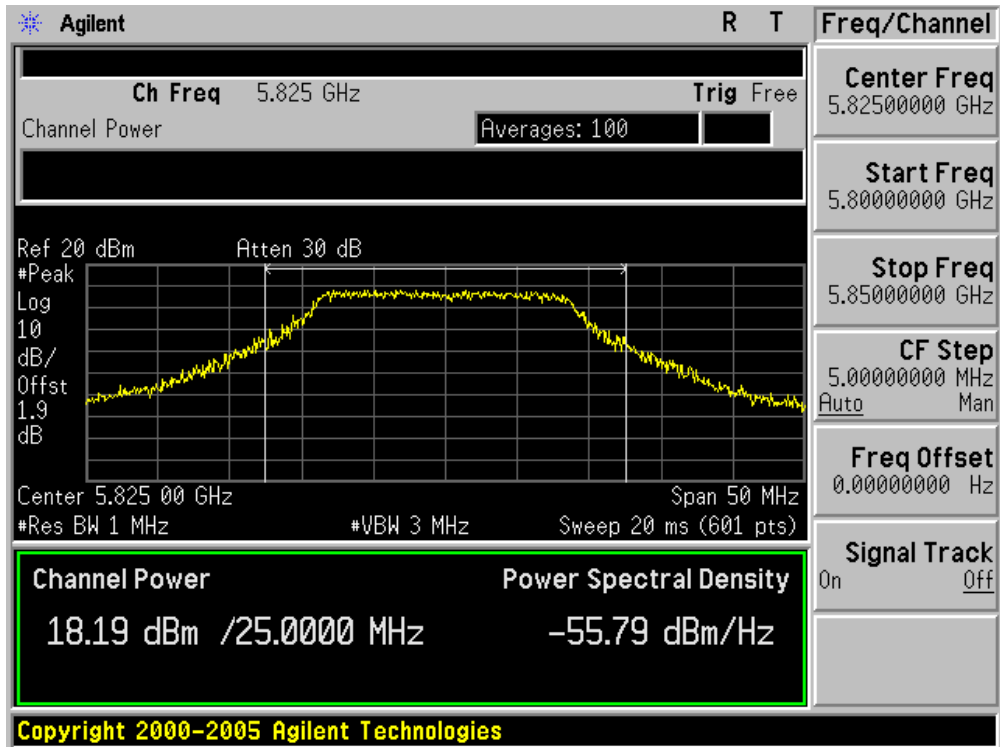 Agilent R T
Ch Freq 5.825 GHz Trig Free
Channel Power Averages: 100
Ref 20 dBm Atten 30 dB
#Peak
Log
10
dB/
Offst
1.9
dB
Center 5.825 00 GHz Span 50 MHz
#Res BW 1 MHz #VBW 3 MHz Sweep 20 ms (601 pts)
Channel Power Power Spectral Density
18.19 dBm /25.0000 MHz -55.79 dBm/Hz
Copyright 2000-2005 Agilent Technologies
Freq/Channel
Center Freq
5.82500000 GHz
Start Freq
5.80000000 GHz
Stop Freq
5.85000000 GHz
CF Step
5.00000000 MHz
Auto Man
Freq Offset
0.00000000 Hz
Signal Track
On Off